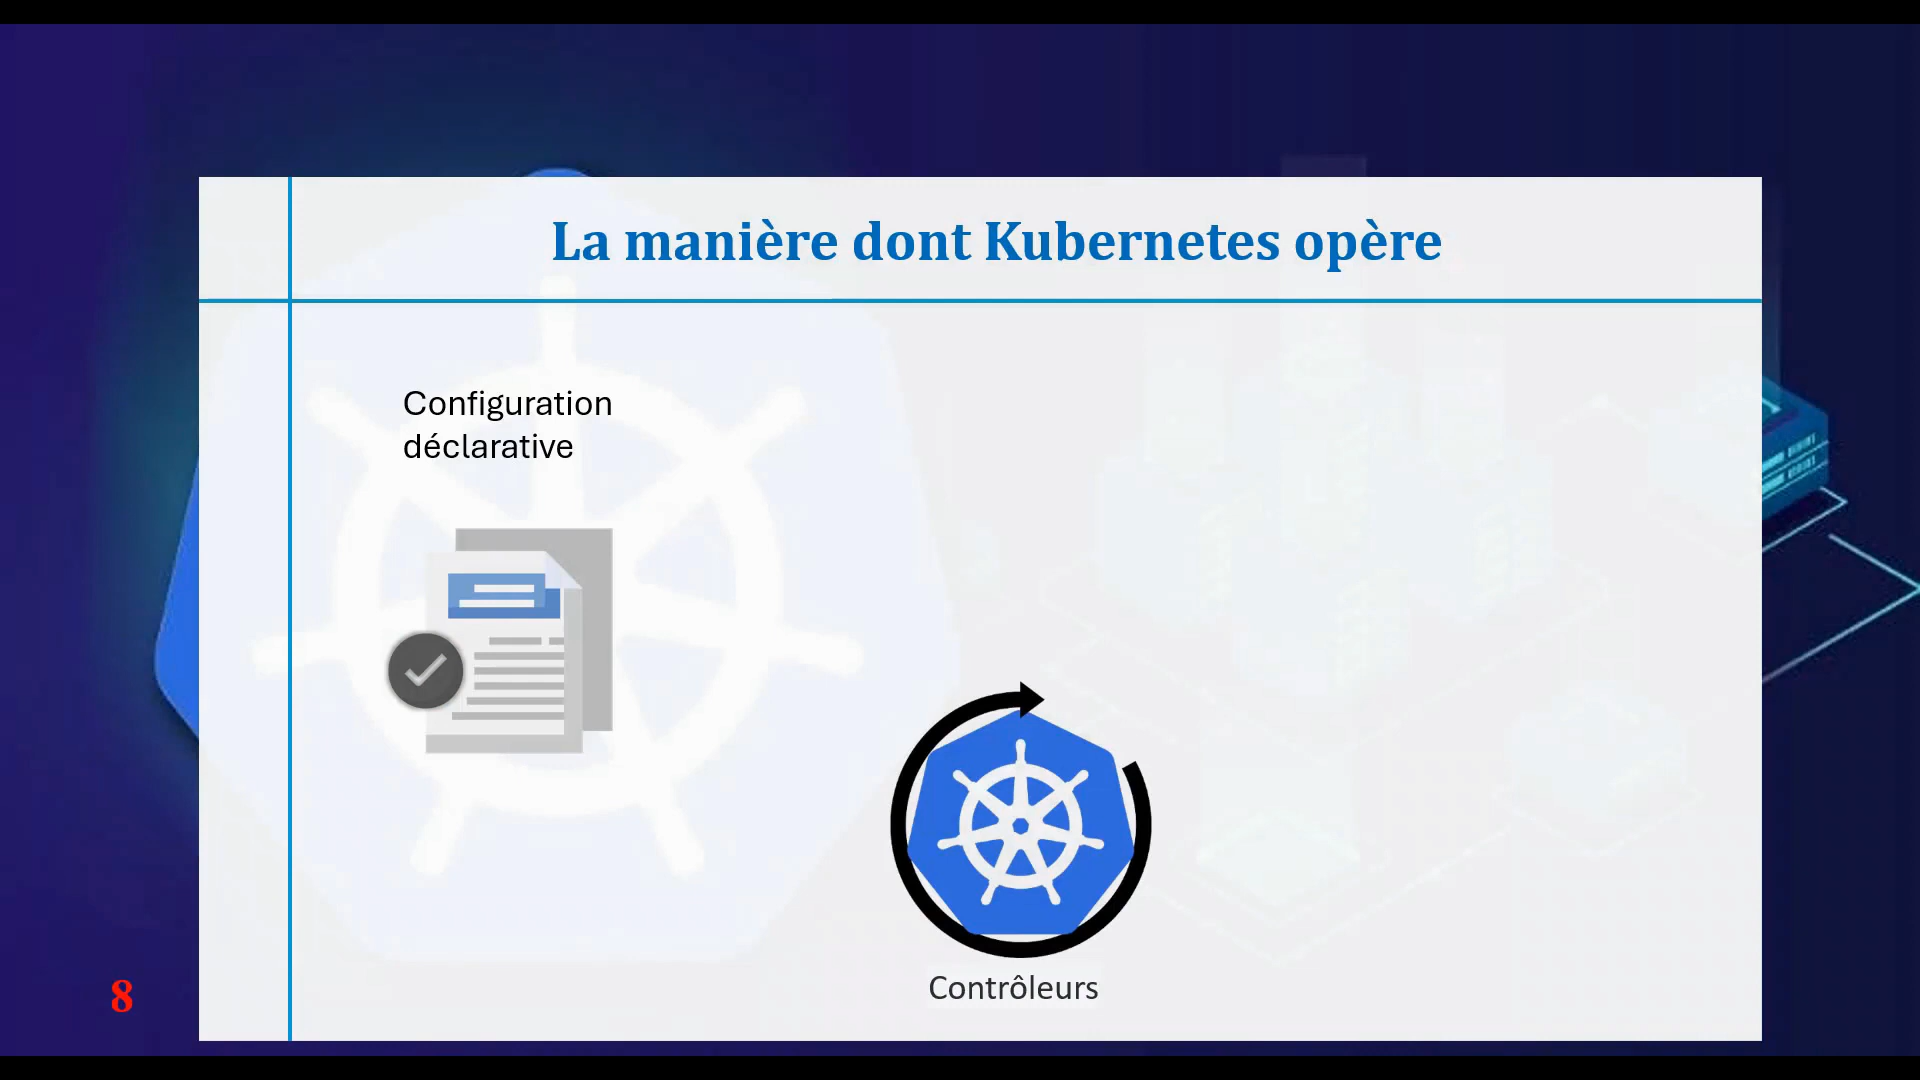 La manière dont Kubernetes opère
Configuration
déclarative
Contrôleurs
8